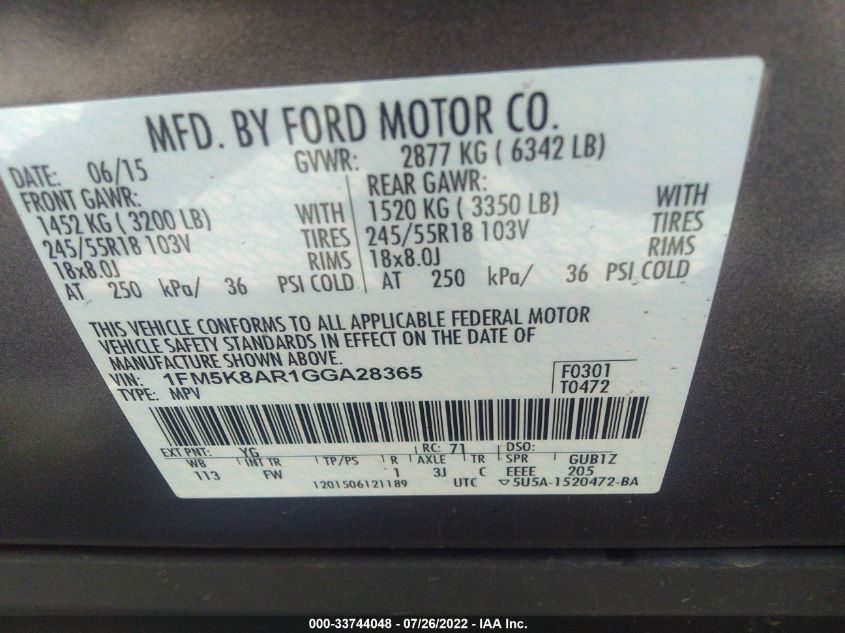 MFD. BY FORD MOTOR CO.
DATE: 06/15 GVWR: 2877 KG ( 6342 LB)
FRONT GAWR: REAR GAWR:
1452 KG ( 3200 LB) WITH 1520 KG ( 3350 LB) WITH
245/55R18 103V TIRES 245/55R18 103V TIRES
18x8.0J RIMS 18x8.0J RIMS
AT 250 kPa/ 36 PSI COLD AT 250 kPa/ 36 PSI COLD
THIS VEHICLE CONFORMS TO ALL APPLICABLE FEDERAL MOTOR
VEHICLE SAFETY STANDARDS IN EFFECT ON THE DATE OF
MANUFACTURE SHOWN ABOVE.
VIN: 1FM5K8AR1GGA28365 F0301
TYPE: MPV T0472
EXT PNT: YG RC: 71 DSO:
WB INT TR TP/PS R AXLE TR SPR GUB1Z
113 FW 1 3J C EEEE 205
1201506121189 UTC ▽5U5A-1520472-BA
000-33744048 - 07/26/2022 - IAA Inc.